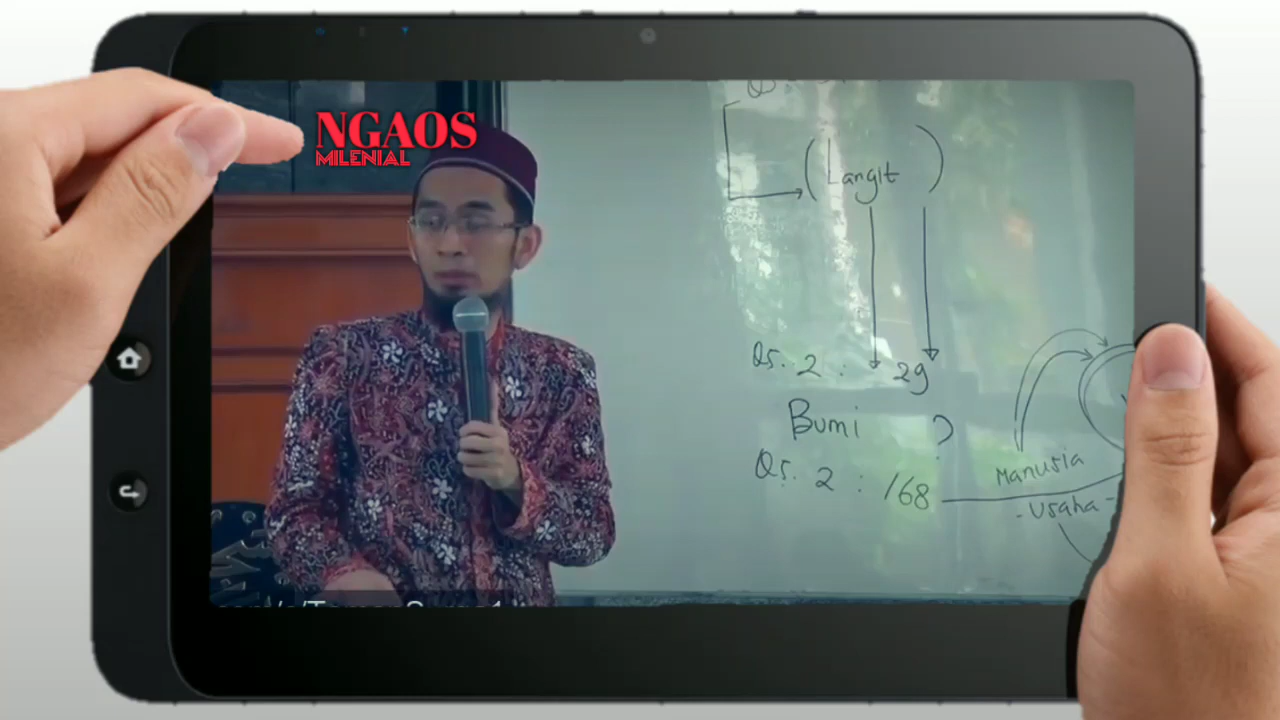 NGAOS
MILENIAL
(Langit)
Qs. 2 : 29
Bumi ?
Qs. 2 : 168
Manusia
- Usaha -